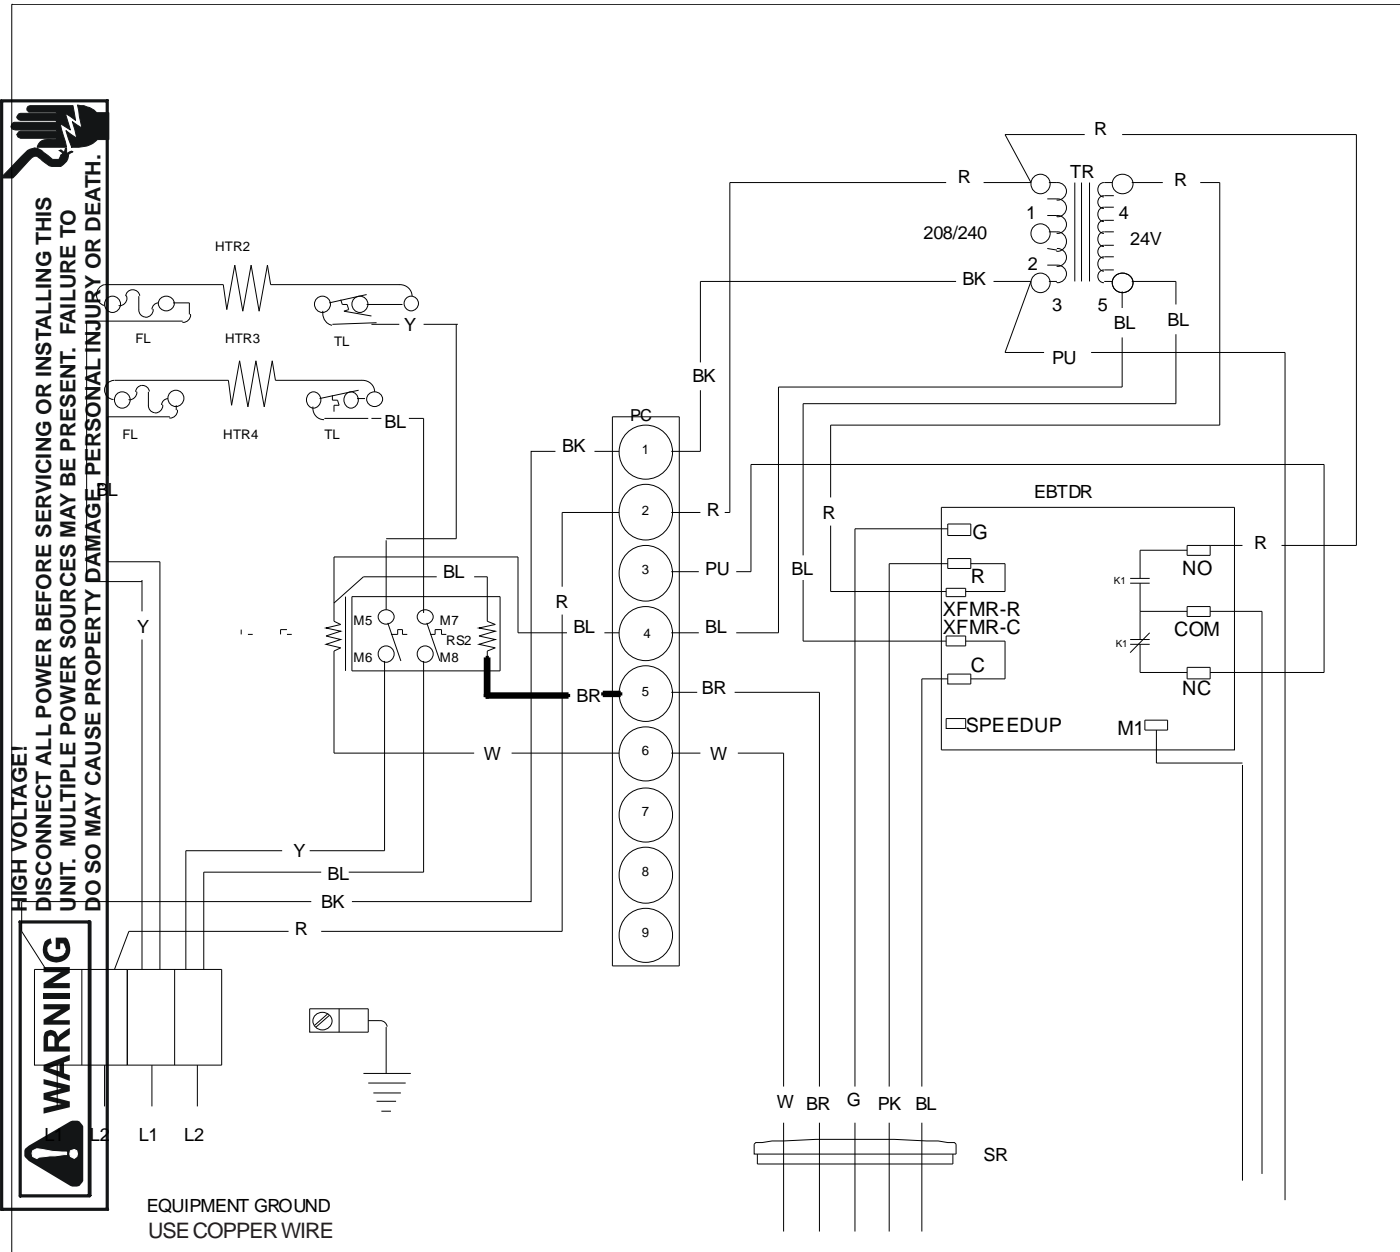 HIGH VOLTAGE!
DISCONNECT ALL POWER BEFORE SERVICING OR INSTALLING THIS
UNIT. MULTIPLE POWER SOURCES MAY BE PRESENT. FAILURE TO
DO SO MAY CAUSE PROPERTY DAMAGE, PERSONAL INJURY OR DEATH.
WARNING
R
TR
R
R
1
4
208/240
24V
2
BK
3
5
BL
BL
PU
HTR2
FL
HTR3
TL
Y
FL
HTR4
TL
BL
BL
BK
PC
BK
1
2
R
3
PU
BL
4
BL
BR
5
BR
W
6
W
7
8
9
R
BL
R
BL
M5
M7
RS2
M6
M8
Y
EBTDR
G
R
XFMR-R
XFMR-C
C
SPEEDUP
M1
K1
K1
NO
COM
NC
R
Y
BL
BK
R
L1
L2
L1
L2
W
BR
G
PK
BL
SR
EQUIPMENT GROUND
USE COPPER WIRE